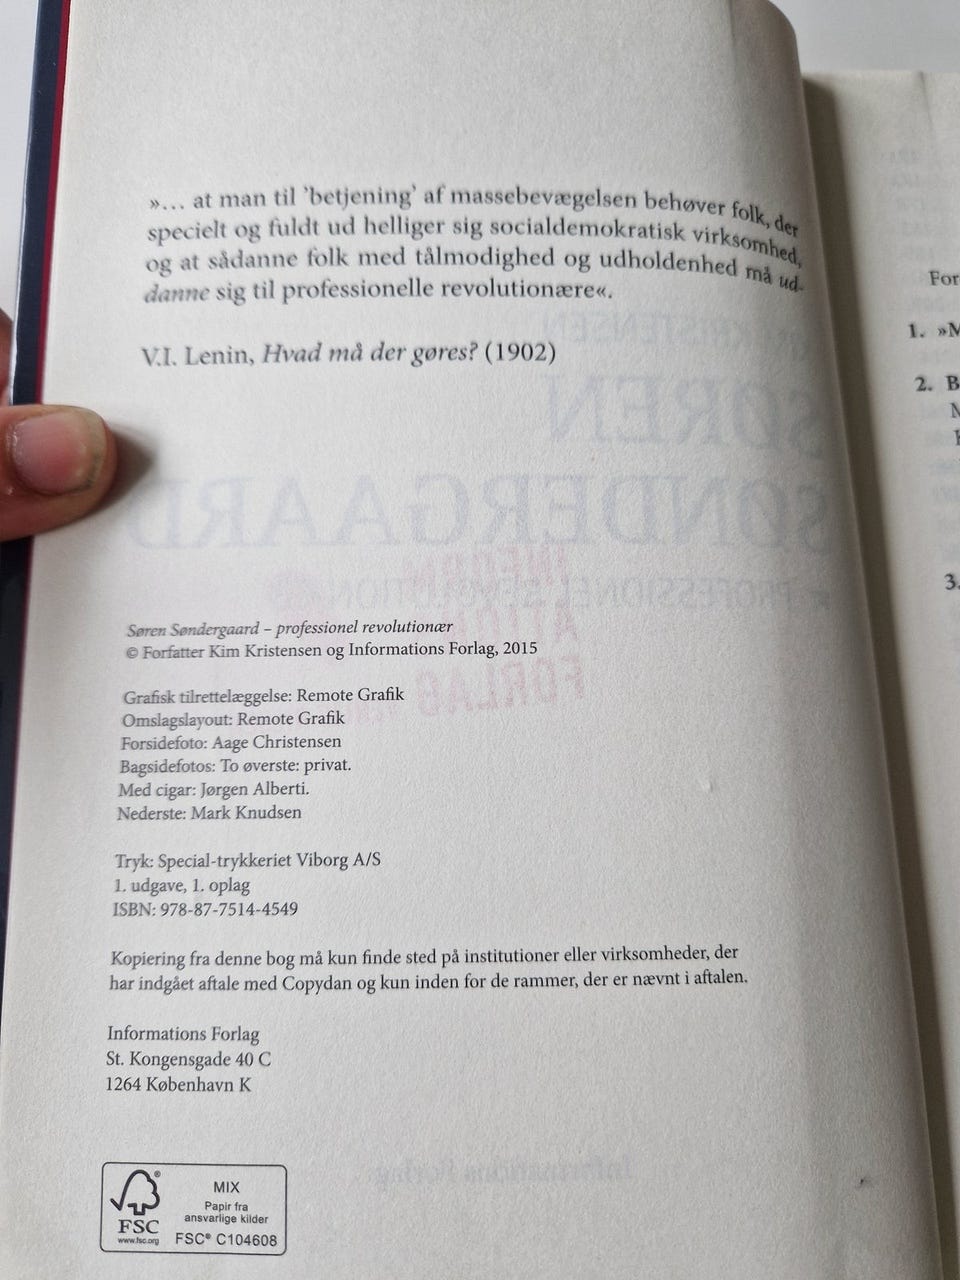 »… at man til 'betjening' af massebevægelsen behøver folk, der
specielt og fuldt ud helliger sig socialdemokratisk virksomhed,
og at sådanne folk med tålmodighed og udholdenhed må ud-
danne sig til professionelle revolutionære«.
V.I. Lenin, Hvad må der gøres? (1902)
SØREN
SØNDERGAARD
Søren Søndergaard – professionel revolutionær
© Forfatter Kim Kristensen og Informations Forlag, 2015
Grafisk tilrettelæggelse: Remote Grafik
Omslagslayout: Remote Grafik
Forsidefoto: Aage Christensen
Bagsidefotos: To øverste: privat.
Med cigar: Jørgen Alberti.
Nederste: Mark Knudsen
Tryk: Special-trykkeriet Viborg A/S
1. udgave, 1. oplag
ISBN: 978-87-7514-4549
Kopiering fra denne bog må kun finde sted på institutioner eller virksomheder, der
har indgået aftale med Copydan og kun inden for de rammer, der er nævnt i aftalen.
Informations Forlag
St. Kongensgade 40 C
1264 København K
FSC®
www.fsc.org
MIX
Papir fra
ansvarlige kilder
FSC® C104608
For
1. »M
2. B
3.